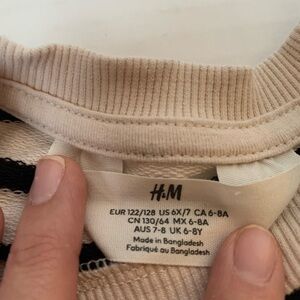 H&M
EUR 122/128 US 6X/7 CA 6-8A
CN 130/64 MX 6-8A
AUS 7-8 UK 6-8Y
Made in Bangladesh
Fabriqué au Bangladesh